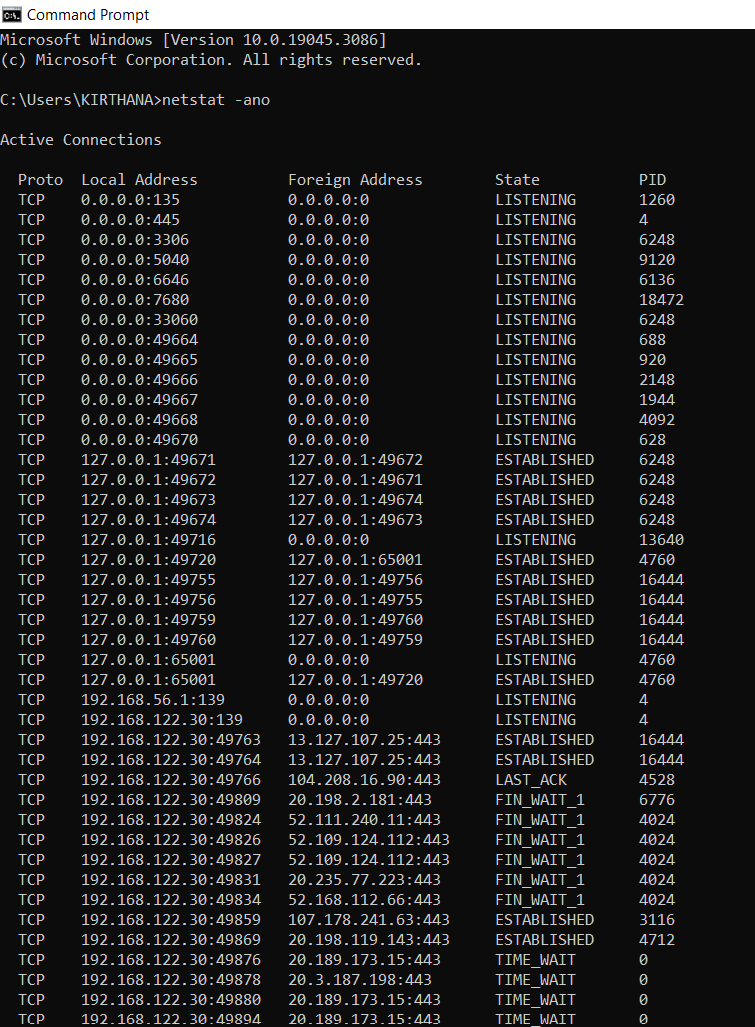 Command Prompt
Microsoft Windows [Version 10.0.19045.3086]
(c) Microsoft Corporation. All rights reserved.
C:\Users\KIRTHANA>netstat -ano
Active Connections
Proto Local Address Foreign Address State PID
TCP 0.0.0.0:135 0.0.0.0:0 LISTENING 1260
TCP 0.0.0.0:445 0.0.0.0:0 LISTENING 4
TCP 0.0.0.0:3306 0.0.0.0:0 LISTENING 6248
TCP 0.0.0.0:5040 0.0.0.0:0 LISTENING 9120
TCP 0.0.0.0:6646 0.0.0.0:0 LISTENING 6136
TCP 0.0.0.0:7680 0.0.0.0:0 LISTENING 18472
TCP 0.0.0.0:33060 0.0.0.0:0 LISTENING 6248
TCP 0.0.0.0:49664 0.0.0.0:0 LISTENING 688
TCP 0.0.0.0:49665 0.0.0.0:0 LISTENING 920
TCP 0.0.0.0:49666 0.0.0.0:0 LISTENING 2148
TCP 0.0.0.0:49667 0.0.0.0:0 LISTENING 1944
TCP 0.0.0.0:49668 0.0.0.0:0 LISTENING 4092
TCP 0.0.0.0:49670 0.0.0.0:0 LISTENING 628
TCP 127.0.0.1:49671 127.0.0.1:49672 ESTABLISHED 6248
TCP 127.0.0.1:49672 127.0.0.1:49671 ESTABLISHED 6248
TCP 127.0.0.1:49673 127.0.0.1:49674 ESTABLISHED 6248
TCP 127.0.0.1:49674 127.0.0.1:49673 ESTABLISHED 6248
TCP 127.0.0.1:49716 0.0.0.0:0 LISTENING 13640
TCP 127.0.0.1:49720 127.0.0.1:65001 ESTABLISHED 4760
TCP 127.0.0.1:49755 127.0.0.1:49756 ESTABLISHED 16444
TCP 127.0.0.1:49756 127.0.0.1:49755 ESTABLISHED 16444
TCP 127.0.0.1:49759 127.0.0.1:49760 ESTABLISHED 16444
TCP 127.0.0.1:49760 127.0.0.1:49759 ESTABLISHED 16444
TCP 127.0.0.1:65001 0.0.0.0:0 LISTENING 4760
TCP 127.0.0.1:65001 127.0.0.1:49720 ESTABLISHED 4760
TCP 192.168.56.1:139 0.0.0.0:0 LISTENING 4
TCP 192.168.122.30:139 0.0.0.0:0 LISTENING 4
TCP 192.168.122.30:49763 13.127.107.25:443 ESTABLISHED 16444
TCP 192.168.122.30:49764 13.127.107.25:443 ESTABLISHED 16444
TCP 192.168.122.30:49766 104.208.16.90:443 LAST_ACK 4528
TCP 192.168.122.30:49809 20.198.2.181:443 FIN_WAIT_1 6776
TCP 192.168.122.30:49824 52.111.240.11:443 FIN_WAIT_1 4024
TCP 192.168.122.30:49826 52.109.124.112:443 FIN_WAIT_1 4024
TCP 192.168.122.30:49827 52.109.124.112:443 FIN_WAIT_1 4024
TCP 192.168.122.30:49831 20.235.77.223:443 FIN_WAIT_1 4024
TCP 192.168.122.30:49834 52.168.112.66:443 FIN_WAIT_1 4024
TCP 192.168.122.30:49859 107.178.241.63:443 ESTABLISHED 3116
TCP 192.168.122.30:49869 20.198.119.143:443 ESTABLISHED 4712
TCP 192.168.122.30:49876 20.189.173.15:443 TIME_WAIT 0
TCP 192.168.122.30:49878 20.3.187.198:443 TIME_WAIT 0
TCP 192.168.122.30:49880 20.189.173.15:443 TIME_WAIT 0
TCP 192.168.122.30:49894 20.189.173.15:443 TIME_WAIT 0